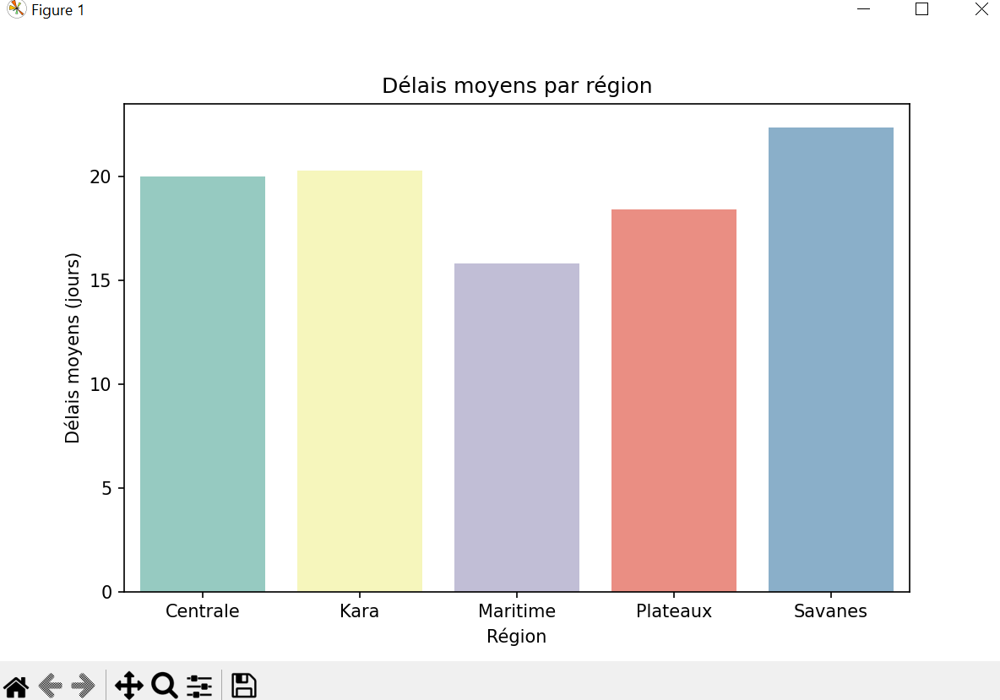 Figure 1
Délais moyens par région
Délais moyens (jours)
20
15
10
5
0
Centrale Kara Maritime Plateaux Savanes
Région